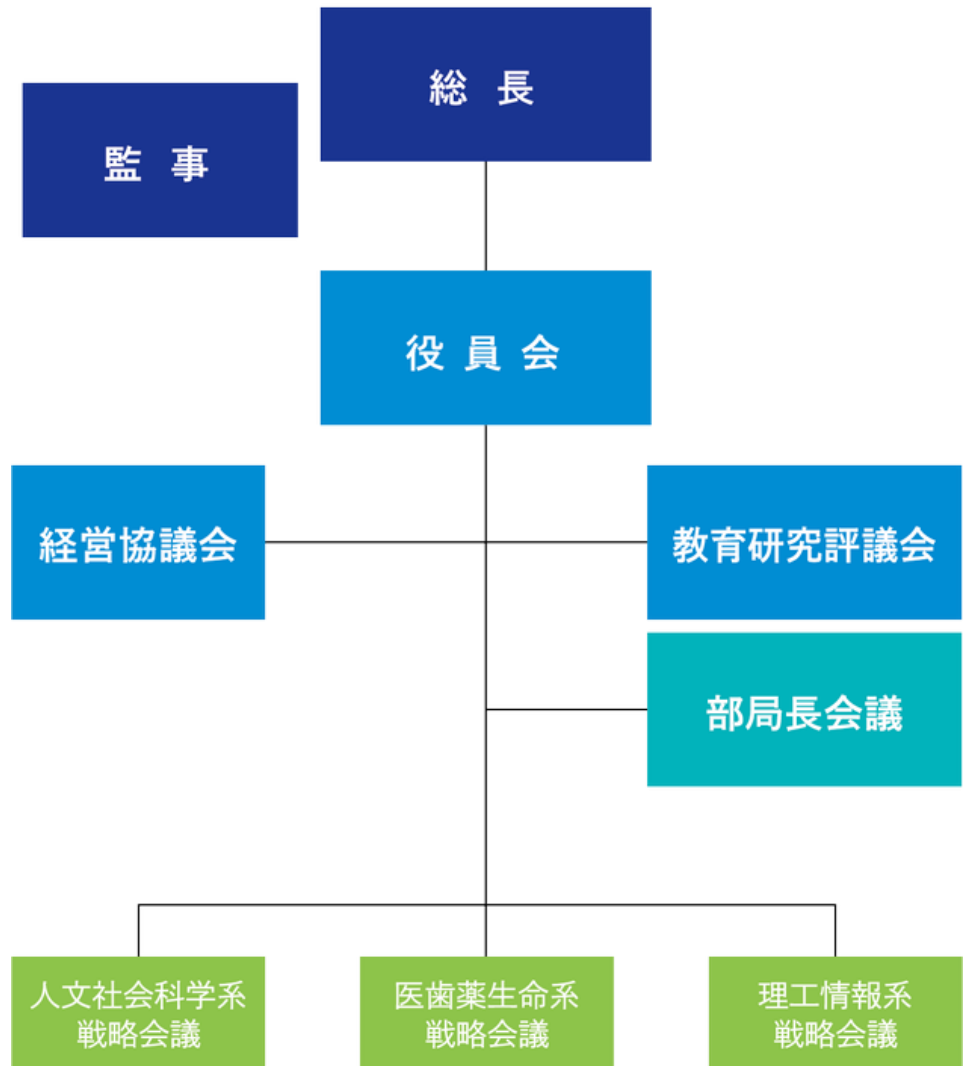 総長
監事
役員会
経営協議会
教育研究評議会
部局長会議
人文社会科学系
戦略会議
医歯薬生命系
戦略会議
理工情報系
戦略会議